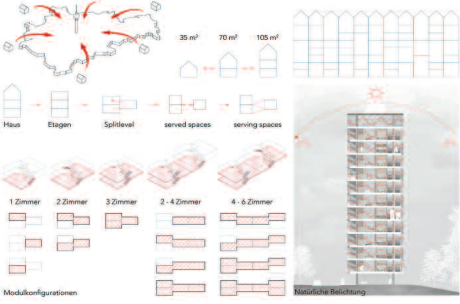 35 m²
70 m²
105 m²
Haus
Etagen
Splitlevel
served spaces
serving spaces
1 Zimmer
2 Zimmer
3 Zimmer
2 - 4 Zimmer
4 - 6 Zimmer
Modulkonfigurationen
Natürliche Belichtung